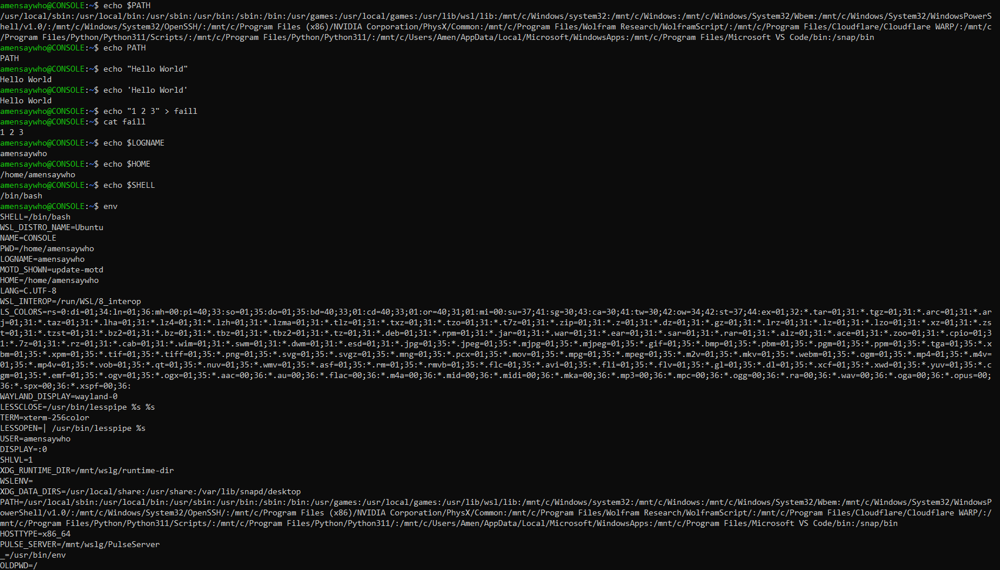 amensaywho@CONSOLE:~$ echo $PATH
/usr/local/sbin:/usr/local/bin:/usr/sbin:/usr/bin:/sbin:/bin:/usr/games:/usr/local/games:/usr/lib/wsl/lib:/mnt/c/Windows/system32:/mnt/c/Windows:/mnt/c/Windows/System32/Wbem:/mnt/c/Windows/System32/WindowsPowerS
hell/v1.0/:/mnt/c/Windows/System32/OpenSSH/:/mnt/c/Program Files (x86)/NVIDIA Corporation/PhysX/Common:/mnt/c/Program Files/Wolfram Research/WolframScript/:/mnt/c/Program Files/Cloudflare/Cloudflare WARP/:/mnt/c
/Program Files/Python/Python311/Scripts/:/mnt/c/Program Files/Python/Python311/:/mnt/c/Users/Amen/AppData/Local/Microsoft/WindowsApps:/mnt/c/Program Files/Microsoft VS Code/bin:/snap/bin
amensaywho@CONSOLE:~$ echo PATH
PATH
amensaywho@CONSOLE:~$ echo "Hello World"
Hello World
amensaywho@CONSOLE:~$ echo 'Hello World'
Hello World
amensaywho@CONSOLE:~$ echo "1 2 3" > faill
amensaywho@CONSOLE:~$ cat faill
1 2 3
amensaywho@CONSOLE:~$ echo $LOGNAME
amensaywho
amensaywho@CONSOLE:~$ echo $HOME
/home/amensaywho
amensaywho@CONSOLE:~$ echo $SHELL
/bin/bash
amensaywho@CONSOLE:~$ env
SHELL=/bin/bash
WSL_DISTRO_NAME=Ubuntu
NAME=CONSOLE
PWD=/home/amensaywho
LOGNAME=amensaywho
MOTD_SHOWN=update-motd
HOME=/home/amensaywho
LANG=C.UTF-8
WSL_INTEROP=/run/WSL/8_interop
LS_COLORS=rs=0:di=01;34:ln=01;36:mh=00:pi=40;33:so=01;35:do=01;35:bd=40;33;01:cd=40;33;01:or=40;31;01:mi=00:su=37;41:sg=30;43:ca=30;41:tw=30;42:ow=34;42:st=37;44:ex=01;32:*.tar=01;31:*.tgz=01;31:*.arc=01;31:*.ar
j=01;31:*.taz=01;31:*.lha=01;31:*.lz4=01;31:*.lzh=01;31:*.lzma=01;31:*.tlz=01;31:*.txz=01;31:*.tzo=01;31:*.t7z=01;31:*.zip=01;31:*.z=01;31:*.dz=01;31:*.gz=01;31:*.lrz=01;31:*.lz=01;31:*.lzo=01;31:*.xz=01;31:*.zs
t=01;31:*.tzst=01;31:*.bz2=01;31:*.bz=01;31:*.tbz=01;31:*.tbz2=01;31:*.tz=01;31:*.deb=01;31:*.rpm=01;31:*.jar=01;31:*.war=01;31:*.ear=01;31:*.sar=01;31:*.rar=01;31:*.alz=01;31:*.ace=01;31:*.zoo=01;31:*.cpio=01;3
1:*.7z=01;31:*.rz=01;31:*.cab=01;31:*.wim=01;31:*.swm=01;31:*.dwm=01;31:*.esd=01;31:*.jpg=01;35:*.jpeg=01;35:*.mjpg=01;35:*.mjpeg=01;35:*.gif=01;35:*.bmp=01;35:*.pbm=01;35:*.pgm=01;35:*.ppm=01;35:*.tga=01;35:*.x
bm=01;35:*.xpm=01;35:*.tif=01;35:*.tiff=01;35:*.png=01;35:*.svg=01;35:*.svgz=01;35:*.mng=01;35:*.pcx=01;35:*.mov=01;35:*.mpg=01;35:*.mpeg=01;35:*.m2v=01;35:*.mkv=01;35:*.webm=01;35:*.ogm=01;35:*.mp4=01;35:*.m4v=
01;35:*.mp4v=01;35:*.vob=01;35:*.qt=01;35:*.nuv=01;35:*.wmv=01;35:*.asf=01;35:*.rm=01;35:*.rmvb=01;35:*.flc=01;35:*.avi=01;35:*.fli=01;35:*.flv=01;35:*.gl=01;35:*.dl=01;35:*.xcf=01;35:*.xwd=01;35:*.yuv=01;35:*.c
gm=01;35:*.emf=01;35:*.ogv=01;35:*.ogx=01;35:*.aac=00;36:*.au=00;36:*.flac=00;36:*.m4a=00;36:*.mid=00;36:*.midi=00;36:*.mka=00;36:*.mp3=00;36:*.mpc=00;36:*.ogg=00;36:*.ra=00;36:*.wav=00;36:*.oga=00;36:*.opus=00;
36:*.spx=00;36:*.xspf=00;36:
WAYLAND_DISPLAY=wayland-0
LESSCLOSE=/usr/bin/lesspipe %s %s
TERM=xterm-256color
LESSOPEN=| /usr/bin/lesspipe %s
USER=amensaywho
DISPLAY=:0
SHLVL=1
XDG_RUNTIME_DIR=/mnt/wslg/runtime-dir
WSLENV=
XDG_DATA_DIRS=/usr/local/share:/usr/share:/var/lib/snapd/desktop
PATH=/usr/local/sbin:/usr/local/bin:/usr/sbin:/usr/bin:/sbin:/bin:/usr/games:/usr/local/games:/usr/lib/wsl/lib:/mnt/c/Windows/system32:/mnt/c/Windows:/mnt/c/Windows/System32/Wbem:/mnt/c/Windows/System32/WindowsP
owerShell/v1.0/:/mnt/c/Windows/System32/OpenSSH/:/mnt/c/Program Files (x86)/NVIDIA Corporation/PhysX/Common:/mnt/c/Program Files/Wolfram Research/WolframScript/:/mnt/c/Program Files/Cloudflare/Cloudflare WARP/:/
mnt/c/Program Files/Python/Python311/Scripts/:/mnt/c/Program Files/Python/Python311/:/mnt/c/Users/Amen/AppData/Local/Microsoft/WindowsApps:/mnt/c/Program Files/Microsoft VS Code/bin:/snap/bin
HOSTTYPE=x86_64
PULSE_SERVER=/mnt/wslg/PulseServer
_=/usr/bin/env
OLDPWD=/